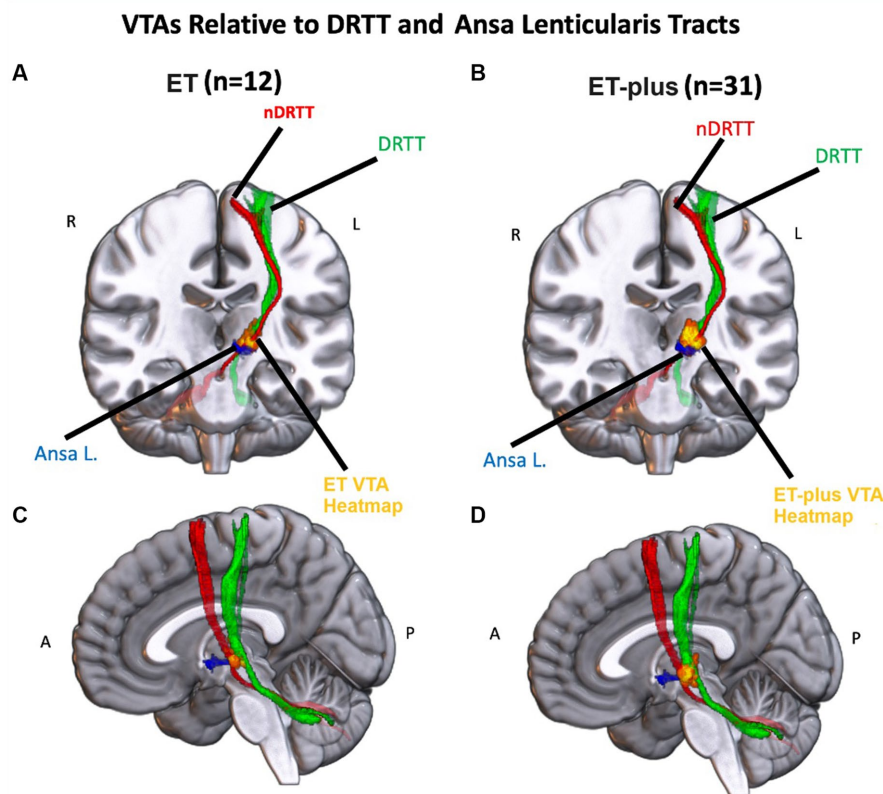 VTAs Relative to DRTT and Ansa Lenticularis Tracts
A
ET (n=12)
nDRTT
DRTT
R
L
Ansa L.
ET VTA
Heatmap
B
ET-plus (n=31)
nDRTT
DRTT
R
L
Ansa L.
ET-plus VTA
Heatmap
C
A
P
D
A
P